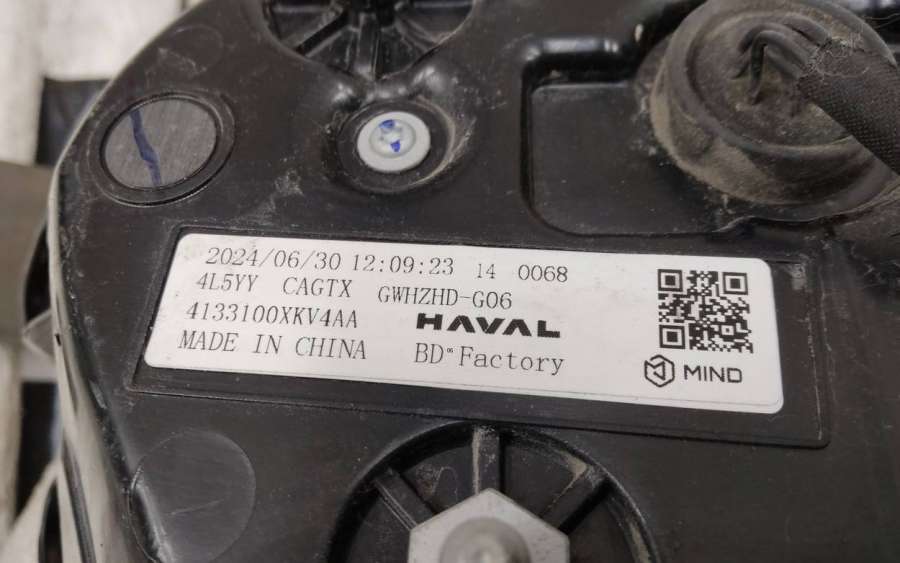 2024/06/30 12:09:23 14 0068
4L5YY CAGTX GWHZHD-G06
4133100XKV4AA HAVAL
MADE IN CHINA BD Factory
MIND